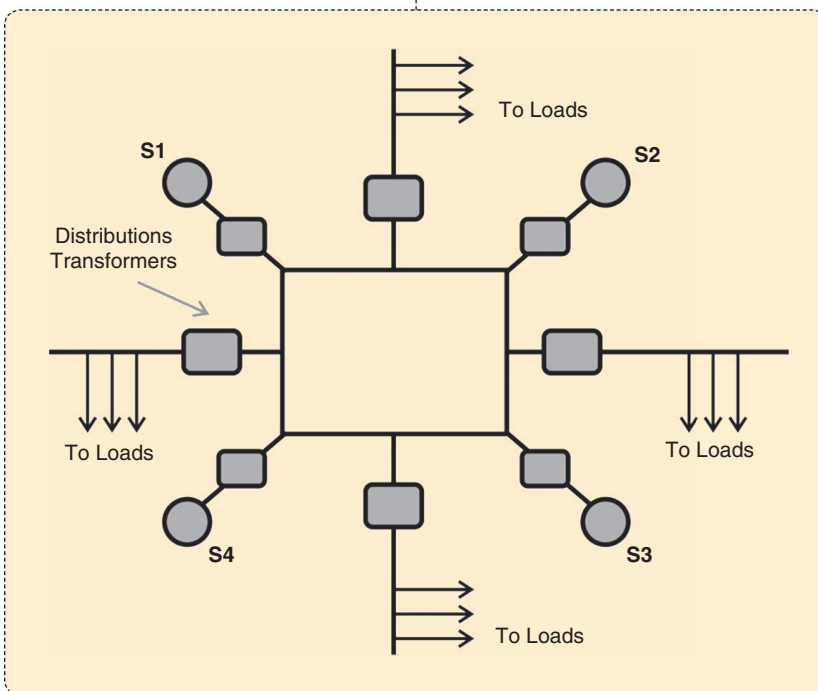 To Loads
S1
S2
Distributions
Transformers
To Loads
To Loads
S4
S3
To Loads